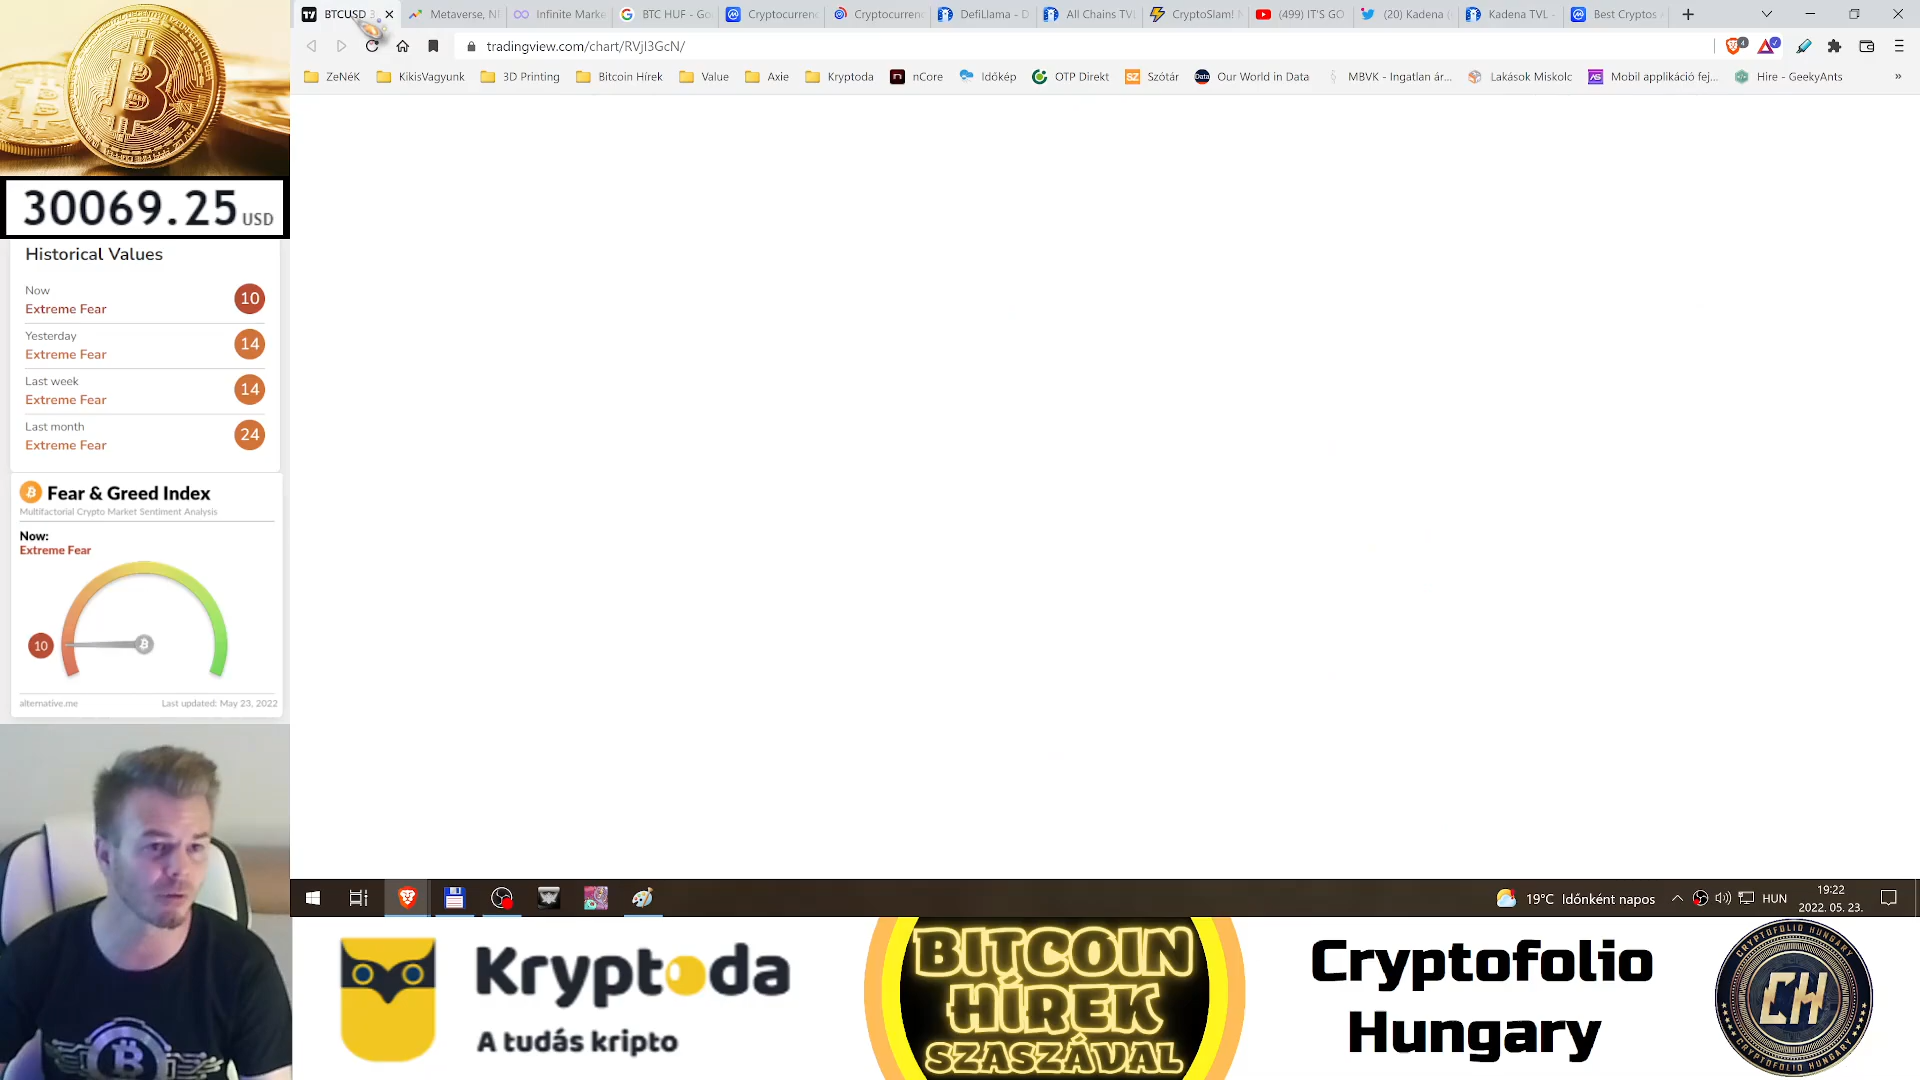 BTCUSD 3
Metaverse, NF
Infinite Marke
BTC HUF - Go
Cryptocurrenc
Cryptocurrenc
DefiLlama - D
All Chains TVL
CryptoSlam! N
(499) IT'S GO
(20) Kadena (
Kadena TVL -
Best Cryptos
tradingview.com/chart/RVjI3GcN/
ZeNéK
KikisVagyunk
3D Printing
Bitcoin Hírek
Value
Axie
Kryptoda
nCore
Időkép
OTP Direkt
Szótár
Our World in Data
MBVK - Ingatlan ár...
Lakások Miskolc
Mobil applikáció fej...
Hire - GeekyAnts
»
30069.25 USD
Historical Values
Now
Extreme Fear
10
Yesterday
Extreme Fear
14
Last week
Extreme Fear
14
Last month
Extreme Fear
24
Fear & Greed Index
Multifactorial Crypto Market Sentiment Analysis
Now:
Extreme Fear
10
alternative.me
Last updated: May 23, 2022
19°C Időnként napos
HUN
19:22
2022. 05. 23.
Kryptoda
A tudás kripto
BITCOIN
HÍREK
SZASZÁVAL
Cryptofolio
Hungary
CRYPTOFOLIO HUNGARY
CH
CRYPTOFOLIO HUNGARY